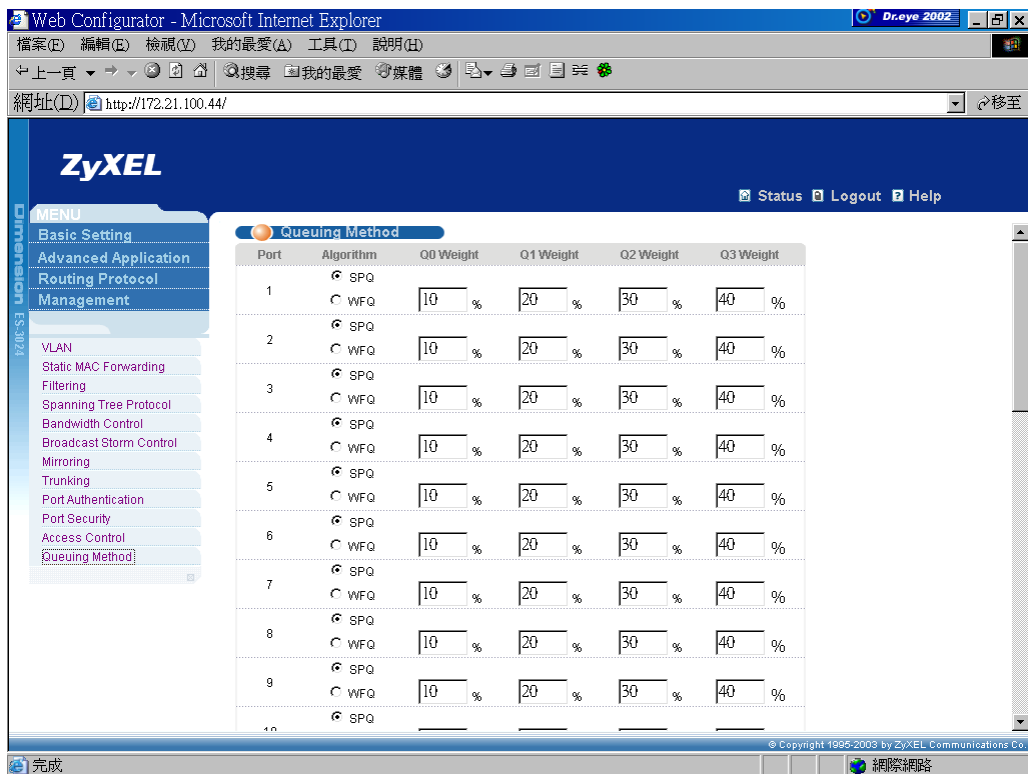 Web Configurator - Microsoft Internet Explorer
Dr.eye 2002
檔案(F) 編輯(E) 檢視(V) 我的最愛(A) 工具(T) 說明(H)
上一頁 搜尋 我的最愛 媒體
網址(D) http://172.21.100.44/ 移至
ZyXEL
Status Logout Help
Dimension ES-3024
MENU
Basic Setting
Advanced Application
Routing Protocol
Management
VLAN
Static MAC Forwarding
Filtering
Spanning Tree Protocol
Bandwidth Control
Broadcast Storm Control
Mirroring
Trunking
Port Authentication
Port Security
Access Control
Queuing Method
Queuing Method
Port Algorithm Q0 Weight Q1 Weight Q2 Weight Q3 Weight
SPQ
1 WFQ 10 % 20 % 30 % 40 %
SPQ
2 WFQ 10 % 20 % 30 % 40 %
SPQ
3 WFQ 10 % 20 % 30 % 40 %
SPQ
4 WFQ 10 % 20 % 30 % 40 %
SPQ
5 WFQ 10 % 20 % 30 % 40 %
SPQ
6 WFQ 10 % 20 % 30 % 40 %
SPQ
7 WFQ 10 % 20 % 30 % 40 %
SPQ
8 WFQ 10 % 20 % 30 % 40 %
SPQ
9 WFQ 10 % 20 % 30 % 40 %
SPQ
10
© Copyright 1995-2003 by ZyXEL Communications Co.
完成 網際網路